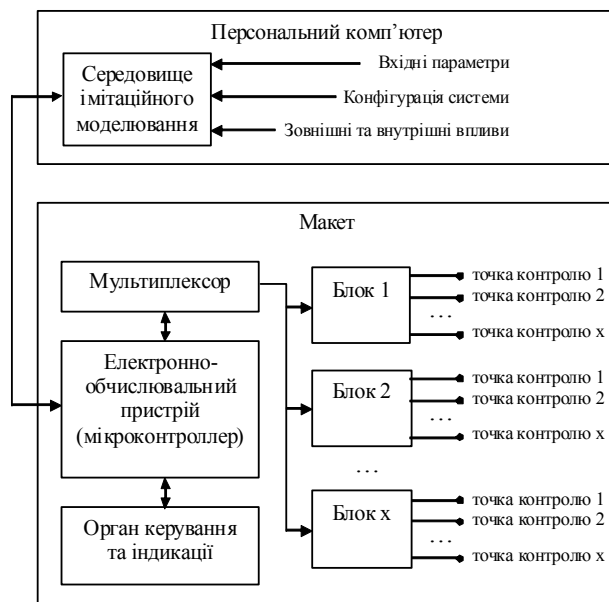 Персональний комп’ютер
Середовище
імітаційного
моделювання
Вхідні параметри
Конфігурація системи
Зовнішні та внутрішні впливи
Макет
Мультиплексор
Електронно-
обчислювальний
пристрій
(мікроконтроллер)
Орган керування
та індикації
Блок 1
точка контролю 1
точка контролю 2
...
точка контролю x
Блок 2
точка контролю 1
точка контролю 2
...
точка контролю x
...
Блок x
точка контролю 1
точка контролю 2
...
точка контролю x